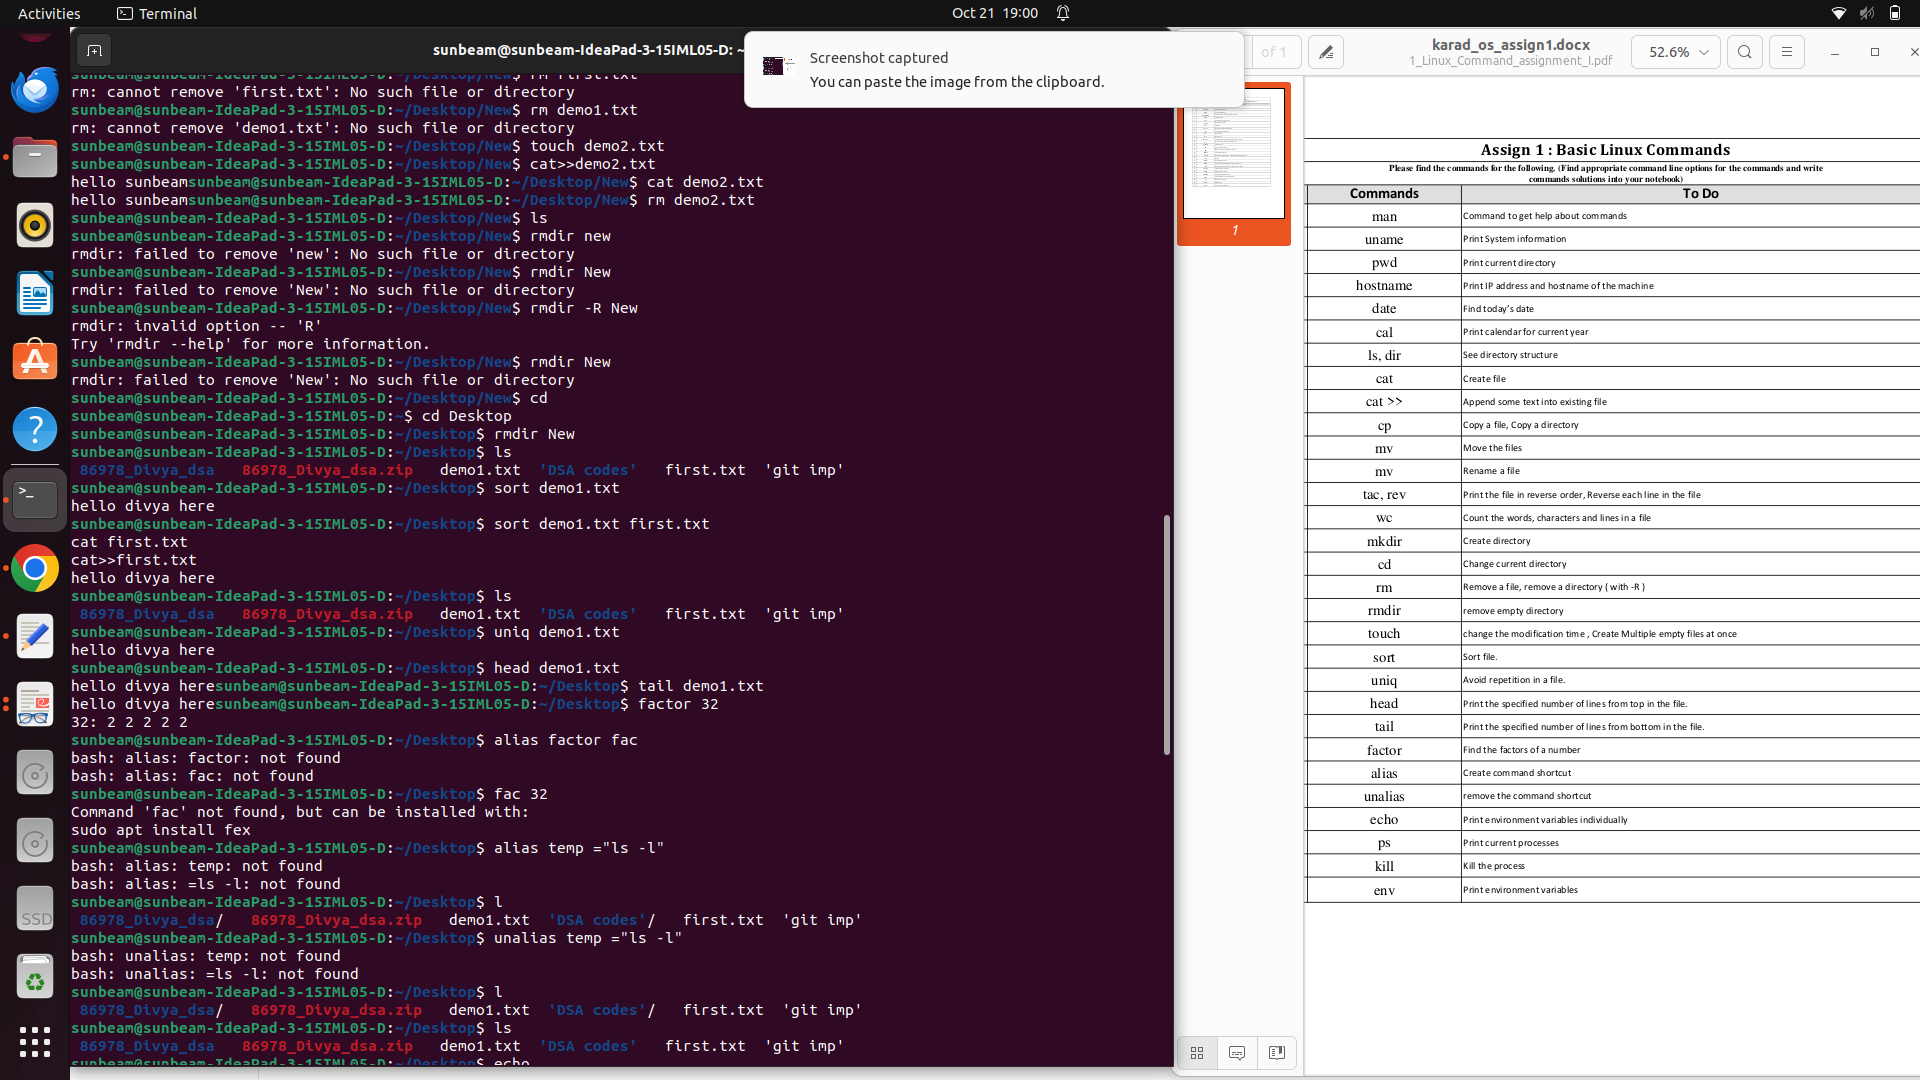 Activities
Terminal
Oct 21 19:00
sunbeam@sunbeam-IdeaPad-3-15IML05-D: ~
Screenshot captured
You can paste the image from the clipboard.
rm: cannot remove 'first.txt': No such file or directory
sunbeam@sunbeam-IdeaPad-3-15IML05-D:~/Desktop/New$ rm demo1.txt
rm: cannot remove 'demo1.txt': No such file or directory
sunbeam@sunbeam-IdeaPad-3-15IML05-D:~/Desktop/New$ touch demo2.txt
sunbeam@sunbeam-IdeaPad-3-15IML05-D:~/Desktop/New$ cat>>demo2.txt
hello sunbeamsunbeam@sunbeam-IdeaPad-3-15IML05-D:~/Desktop/New$ cat demo2.txt
hello sunbeamsunbeam@sunbeam-IdeaPad-3-15IML05-D:~/Desktop/New$ rm demo2.txt
sunbeam@sunbeam-IdeaPad-3-15IML05-D:~/Desktop/New$ ls
sunbeam@sunbeam-IdeaPad-3-15IML05-D:~/Desktop/New$ rmdir new
rmdir: failed to remove 'new': No such file or directory
sunbeam@sunbeam-IdeaPad-3-15IML05-D:~/Desktop/New$ rmdir New
rmdir: failed to remove 'New': No such file or directory
sunbeam@sunbeam-IdeaPad-3-15IML05-D:~/Desktop/New$ rmdir -R New
rmdir: invalid option -- 'R'
Try 'rmdir --help' for more information.
sunbeam@sunbeam-IdeaPad-3-15IML05-D:~/Desktop/New$ rmdir New
rmdir: failed to remove 'New': No such file or directory
sunbeam@sunbeam-IdeaPad-3-15IML05-D:~/Desktop/New$ cd
sunbeam@sunbeam-IdeaPad-3-15IML05-D:~$ cd Desktop
sunbeam@sunbeam-IdeaPad-3-15IML05-D:~/Desktop$ rmdir New
sunbeam@sunbeam-IdeaPad-3-15IML05-D:~/Desktop$ ls
86978_Divya_dsa 86978_Divya_dsa.zip demo1.txt 'DSA codes' first.txt 'git imp'
sunbeam@sunbeam-IdeaPad-3-15IML05-D:~/Desktop$ sort demo1.txt
hello divya here
sunbeam@sunbeam-IdeaPad-3-15IML05-D:~/Desktop$ sort demo1.txt first.txt
cat first.txt
cat>>first.txt
hello divya here
sunbeam@sunbeam-IdeaPad-3-15IML05-D:~/Desktop$ ls
86978_Divya_dsa 86978_Divya_dsa.zip demo1.txt 'DSA codes' first.txt 'git imp'
sunbeam@sunbeam-IdeaPad-3-15IML05-D:~/Desktop$ uniq demo1.txt
hello divya here
sunbeam@sunbeam-IdeaPad-3-15IML05-D:~/Desktop$ head demo1.txt
hello divya heresunbeam@sunbeam-IdeaPad-3-15IML05-D:~/Desktop$ tail demo1.txt
hello divya heresunbeam@sunbeam-IdeaPad-3-15IML05-D:~/Desktop$ factor 32
32: 2 2 2 2 2
sunbeam@sunbeam-IdeaPad-3-15IML05-D:~/Desktop$ alias factor fac
bash: alias: factor: not found
bash: alias: fac: not found
sunbeam@sunbeam-IdeaPad-3-15IML05-D:~/Desktop$ fac 32
Command 'fac' not found, but can be installed with:
sudo apt install fex
sunbeam@sunbeam-IdeaPad-3-15IML05-D:~/Desktop$ alias temp ="ls -l"
bash: alias: temp: not found
bash: alias: =ls -l: not found
sunbeam@sunbeam-IdeaPad-3-15IML05-D:~/Desktop$ l
86978_Divya_dsa/ 86978_Divya_dsa.zip demo1.txt 'DSA codes'/ first.txt 'git imp'
sunbeam@sunbeam-IdeaPad-3-15IML05-D:~/Desktop$ unalias temp ="ls -l"
bash: unalias: temp: not found
bash: unalias: =ls -l: not found
sunbeam@sunbeam-IdeaPad-3-15IML05-D:~/Desktop$ l
86978_Divya_dsa/ 86978_Divya_dsa.zip demo1.txt 'DSA codes'/ first.txt 'git imp'
sunbeam@sunbeam-IdeaPad-3-15IML05-D:~/Desktop$ ls
86978_Divya_dsa 86978_Divya_dsa.zip demo1.txt 'DSA codes' first.txt 'git imp'
sunbeam@sunbeam-IdeaPad-3-15IML05-D:~/Desktop$ echo
of 1
karad_os_assign1.docx
1_Linux_Command_assignment_I.pdf
52.6%
1
SSD
Assign 1 : Basic Linux Commands
Please find the commands for the following. (Find appropriate command line options for the commands and write
commands solutions into your notebook)
Commands To Do
man Command to get help about commands
uname Print System information
pwd Print current directory
hostname Print IP address and hostname of the machine
date Find today's date
cal Print calendar for current year
ls, dir See directory structure
cat Create file
cat >> Append some text into existing file
cp Copy a file, Copy a directory
mv Move the files
mv Rename a file
tac, rev Print the file in reverse order, Reverse each line in the file
wc Count the words, characters and lines in a file
mkdir Create directory
cd Change current directory
rm Remove a file, remove a directory ( with -R )
rmdir remove empty directory
touch change the modification time , Create Multiple empty files at once
sort Sort file.
uniq Avoid repetition in a file.
head Print the specified number of lines from top in the file.
tail Print the specified number of lines from bottom in the file.
factor Find the factors of a number
alias Create command shortcut
unalias remove the command shortcut
echo Print environment variables individually
ps Print current processes
kill Kill the process
env Print environment variables